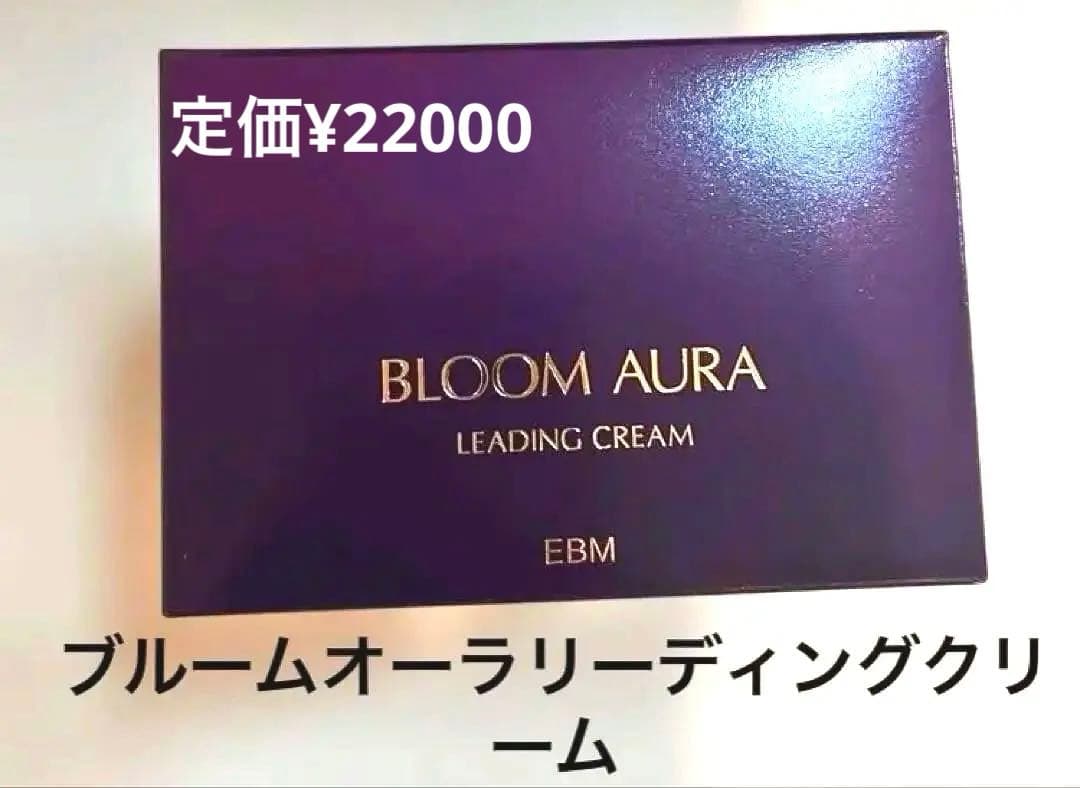 定価¥22000
BLOOM AURA
LEADING CREAM
EBM
ブルームオーラリーディングクリ
ーム